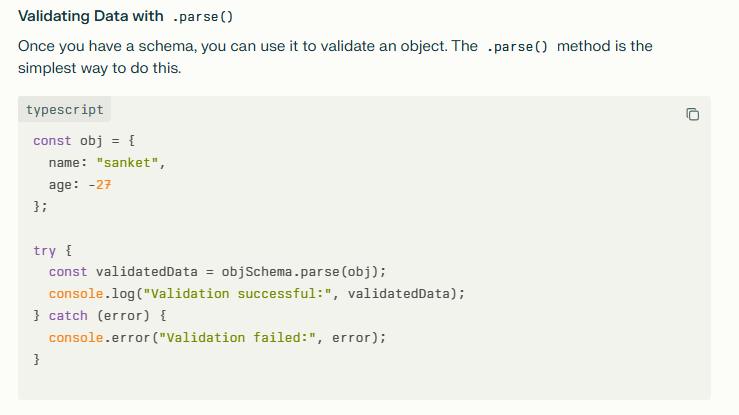 Validating Data with .parse()
Once you have a schema, you can use it to validate an object. The .parse() method is the
simplest way to do this.
typescript
const obj = {
  name: "sanket",
  age: -27
};

try {
  const validatedData = objSchema.parse(obj);
  console.log("Validation successful:", validatedData);
} catch (error) {
  console.error("Validation failed:", error);
}